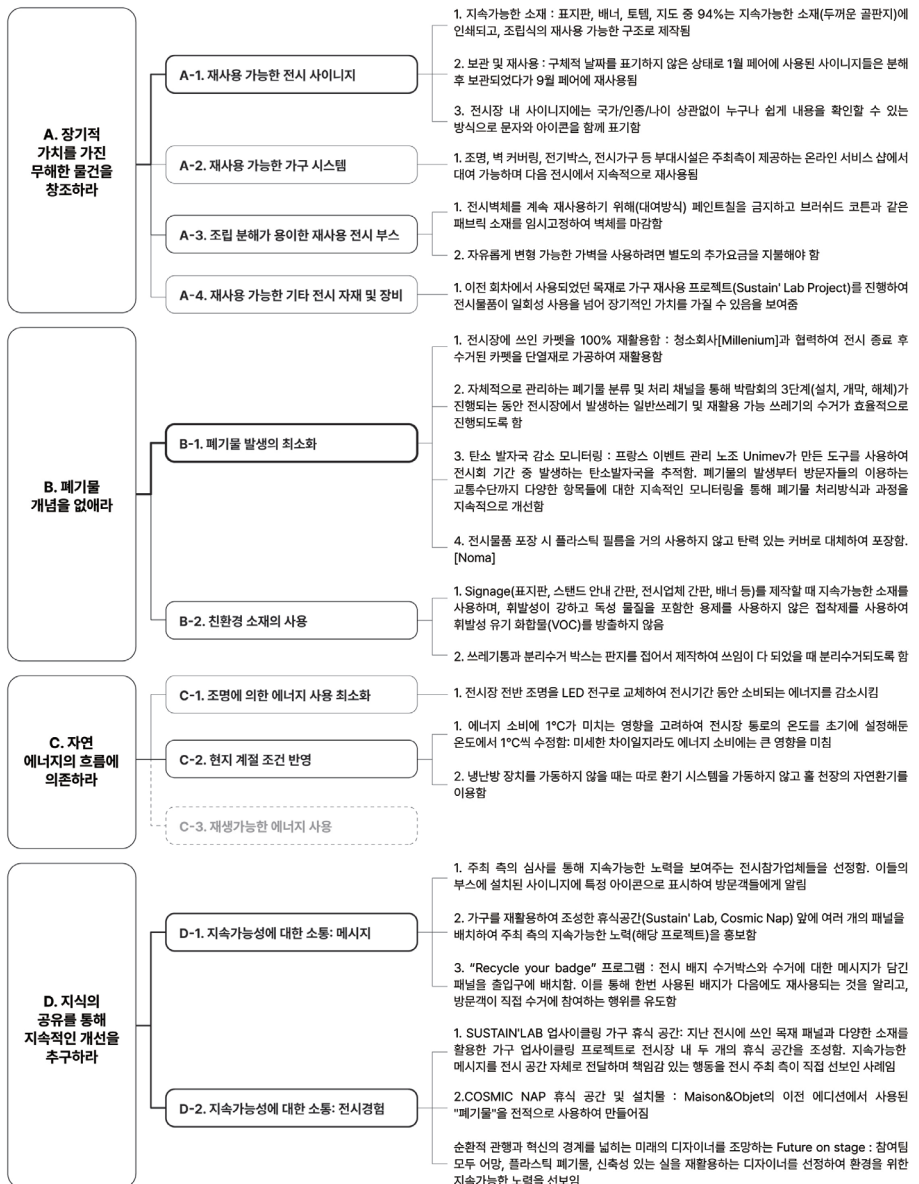 A. 장기적
가치를 가진
무해한 물건을
창조하라
A-1. 재사용 가능한 전시 사이니지
1. 지속가능한 소재 : 표지판, 배너, 토템, 지도 중 94%는 지속가능한 소재(두꺼운 골판지)에
인쇄되고, 조립식의 재사용 가능한 구조로 제작됨
2. 보관 및 재사용 : 구체적 날짜를 표기하지 않은 상태로 1월 페어에 사용된 사이니지들은 분해
후 보관되었다가 9월 페어에 재사용됨
3. 전시장 내 사이니지에는 국가/인종/나이 상관없이 누구나 쉽게 내용을 확인할 수 있는
방식으로 문자와 아이콘을 함께 표기함
A-2. 재사용 가능한 가구 시스템
1. 조명, 벽 커버링, 전기박스, 전시가구 등 부대시설은 주최측이 제공하는 온라인 서비스 샵에서
대여 가능하며 다음 전시에서 지속적으로 재사용됨
A-3. 조립 분해가 용이한 재사용 전시 부스
1. 전시벽체를 계속 재사용하기 위해(대여방식) 페인트칠을 금지하고 브러쉬드 코튼과 같은
패브릭 소재를 임시고정하여 벽체를 마감함
2. 자유롭게 변형 가능한 가벽을 사용하려면 별도의 추가요금을 지불해야 함
A-4. 재사용 가능한 기타 전시 자재 및 장비
1. 이전 회차에서 사용되었던 목재로 가구 재사용 프로젝트(Sustain' Lab Project)를 진행하여
전시물품이 일회성 사용을 넘어 장기적인 가치를 가질 수 있음을 보여줌
B. 폐기물
개념을 없애라
B-1. 폐기물 발생의 최소화
1. 전시장에 쓰인 카펫을 100% 재활용함 : 청소회사[Millenium]과 협력하여 전시 종료 후
수거된 카펫을 단열재로 가공하여 재활용함
2. 자체적으로 관리하는 폐기물 분류 및 처리 채널을 통해 박람회의 3단계(설치, 개막, 해체)가
진행되는 동안 전시장에서 발생하는 일반쓰레기 및 재활용 가능 쓰레기의 수거가 효율적으로
진행되도록 함
3. 탄소 발자국 감소 모니터링 : 프랑스 이벤트 관리 노조 Unimev가 만든 도구를 사용하여
전시회 기간 중 발생하는 탄소발자국을 추적함. 폐기물의 발생부터 방문자들의 이용하는
교통수단까지 다양한 항목들에 대한 지속적인 모니터링을 통해 폐기물 처리방식과 과정을
지속적으로 개선함
4. 전시물품 포장 시 플라스틱 필름을 거의 사용하지 않고 탄력 있는 커버로 대체하여 포장함.
[Noma]
B-2. 친환경 소재의 사용
1. Signage(표지판, 스탠드 안내 간판, 전시업체 간판, 배너 등)를 제작할 때 지속가능한 소재를
사용하며, 휘발성이 강하고 독성 물질을 포함한 용제를 사용하지 않은 접착제를 사용하여
휘발성 유기 화합물(VOC)를 방출하지 않음
2. 쓰레기통과 분리수거 박스는 판지를 접어서 제작하여 쓰임이 다 되었을 때 분리수거되도록 함
C. 자연
에너지의 흐름에
의존하라
C-1. 조명에 의한 에너지 사용 최소화
1. 전시장 전반 조명을 LED 전구로 교체하여 전시기간 동안 소비되는 에너지를 감소시킴
C-2. 현지 계절 조건 반영
1. 에너지 소비에 1°C가 미치는 영향을 고려하여 전시장 통로의 온도를 초기에 설정해둔
온도에서 1°C씩 수정함: 미세한 차이일지라도 에너지 소비에는 큰 영향을 미침
2. 냉난방 장치를 가동하지 않을 때는 따로 환기 시스템을 가동하지 않고 홀 천장의 자연환기를
이용함
C-3. 재생가능한 에너지 사용
D. 지식의
공유를 통해
지속적인 개선을
추구하라
D-1. 지속가능성에 대한 소통: 메시지
1. 주최 측의 심사를 통해 지속가능한 노력을 보여주는 전시참가업체들을 선정함. 이들의
부스에 설치된 사이니지에 특정 아이콘으로 표시하여 방문객들에게 알림
2. 가구를 재활용하여 조성한 휴식공간(Sustain' Lab, Cosmic Nap) 앞에 여러 개의 패널을
배치하여 주최 측의 지속가능한 노력(해당 프로젝트)을 홍보함
3. “Recycle your badge” 프로그램 : 전시 배지 수거박스와 수거에 대한 메시지가 담긴
패널을 출입구에 배치함. 이를 통해 한번 사용된 배지가 다음에도 재사용되는 것을 알리고,
방문객이 직접 수거에 참여하는 행위를 유도함
D-2. 지속가능성에 대한 소통: 전시경험
1. SUSTAIN'LAB 업사이클링 가구 휴식 공간: 지난 전시에 쓰인 목재 패널과 다양한 소재를
활용한 가구 업사이클링 프로젝트로 전시장 내 두 개의 휴식 공간을 조성함. 지속가능한
메시지를 전시 공간 자체로 전달하며 책임감 있는 행동을 전시 주최 측이 직접 선보인 사례임
2.COSMIC NAP 휴식 공간 및 설치물 : Maison&Objet의 이전 에디션에서 사용된
"폐기물"을 전적으로 사용하여 만들어짐
순환적 관행과 혁신의 경계를 넓히는 미래의 디자이너를 조망하는 Future on stage : 참여팀
모두 어망, 플라스틱 폐기물, 신축성 있는 실을 재활용하는 디자이너를 선정하여 환경을 위한
지속가능한 노력을 선보임